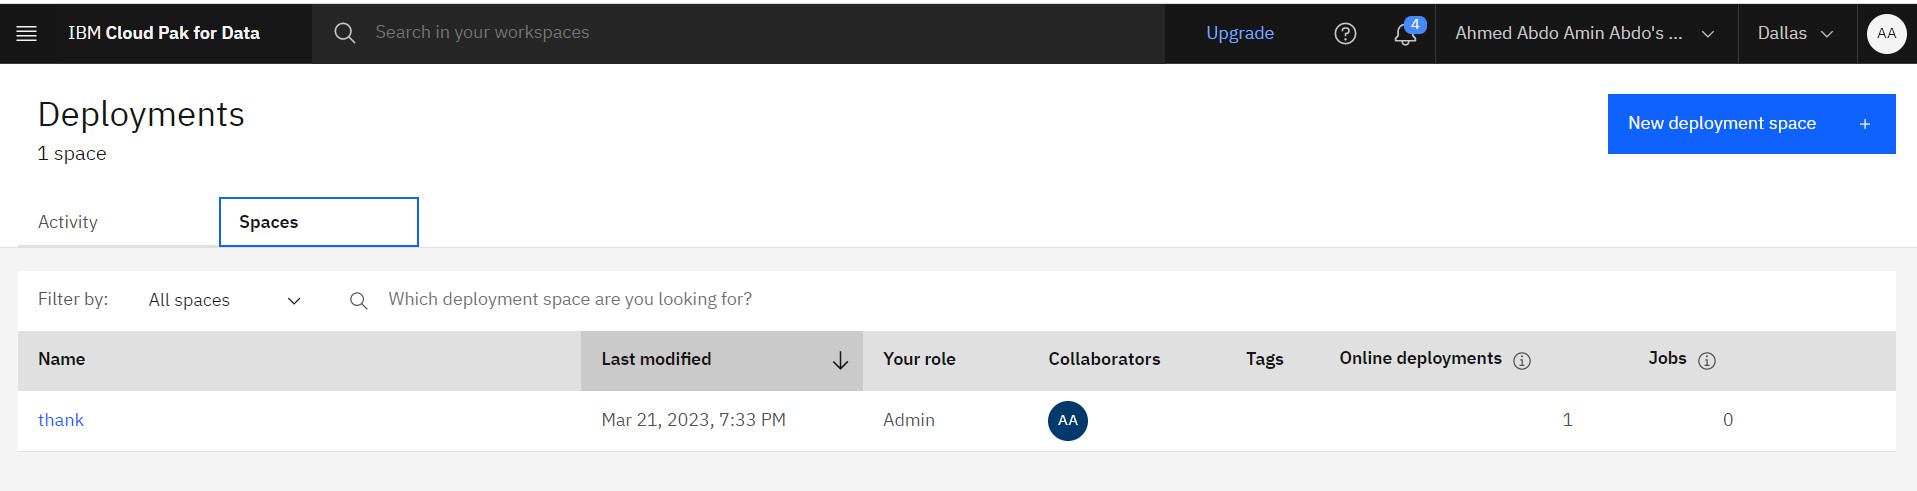 IBM Cloud Pak for Data Search in your workspaces Upgrade 4 Ahmed Abdo Amin Abdo's ... Dallas AA
Deployments
New deployment space +
1 space
Activity Spaces
Filter by: All spaces Which deployment space are you looking for?
Name Last modified Your role Collaborators Tags Online deployments Jobs
thank Mar 21, 2023, 7:33 PM Admin AA 1 0